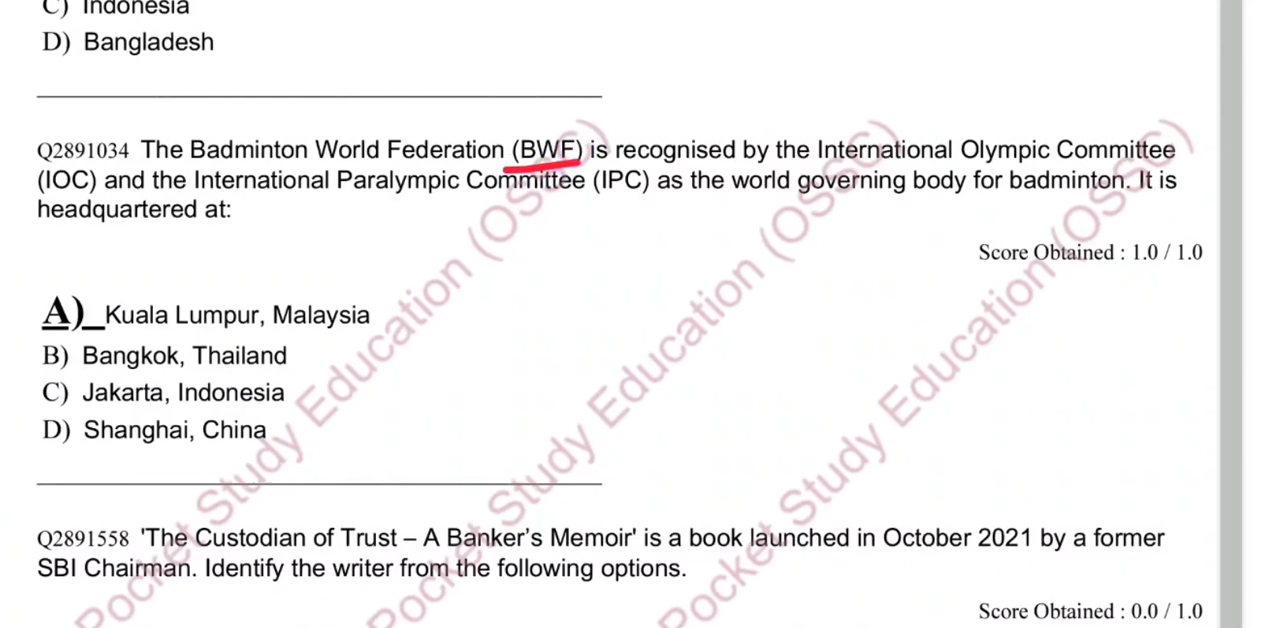 C) Indonesia
D) Bangladesh
Q2891034 The Badminton World Federation (BWF) is recognised by the International Olympic Committee
(IOC) and the International Paralympic Committee (IPC) as the world governing body for badminton. It is
headquartered at:
Score Obtained : 1.0 / 1.0
A) Kuala Lumpur, Malaysia
B) Bangkok, Thailand
C) Jakarta, Indonesia
D) Shanghai, China
Q2891558 'The Custodian of Trust – A Banker's Memoir' is a book launched in October 2021 by a former
SBI Chairman. Identify the writer from the following options.
Score Obtained : 0.0 / 1.0
Pocket Study Education (OSSC)
Pocket Study Education (OSSC)
Pocket Study Education (OSSC)